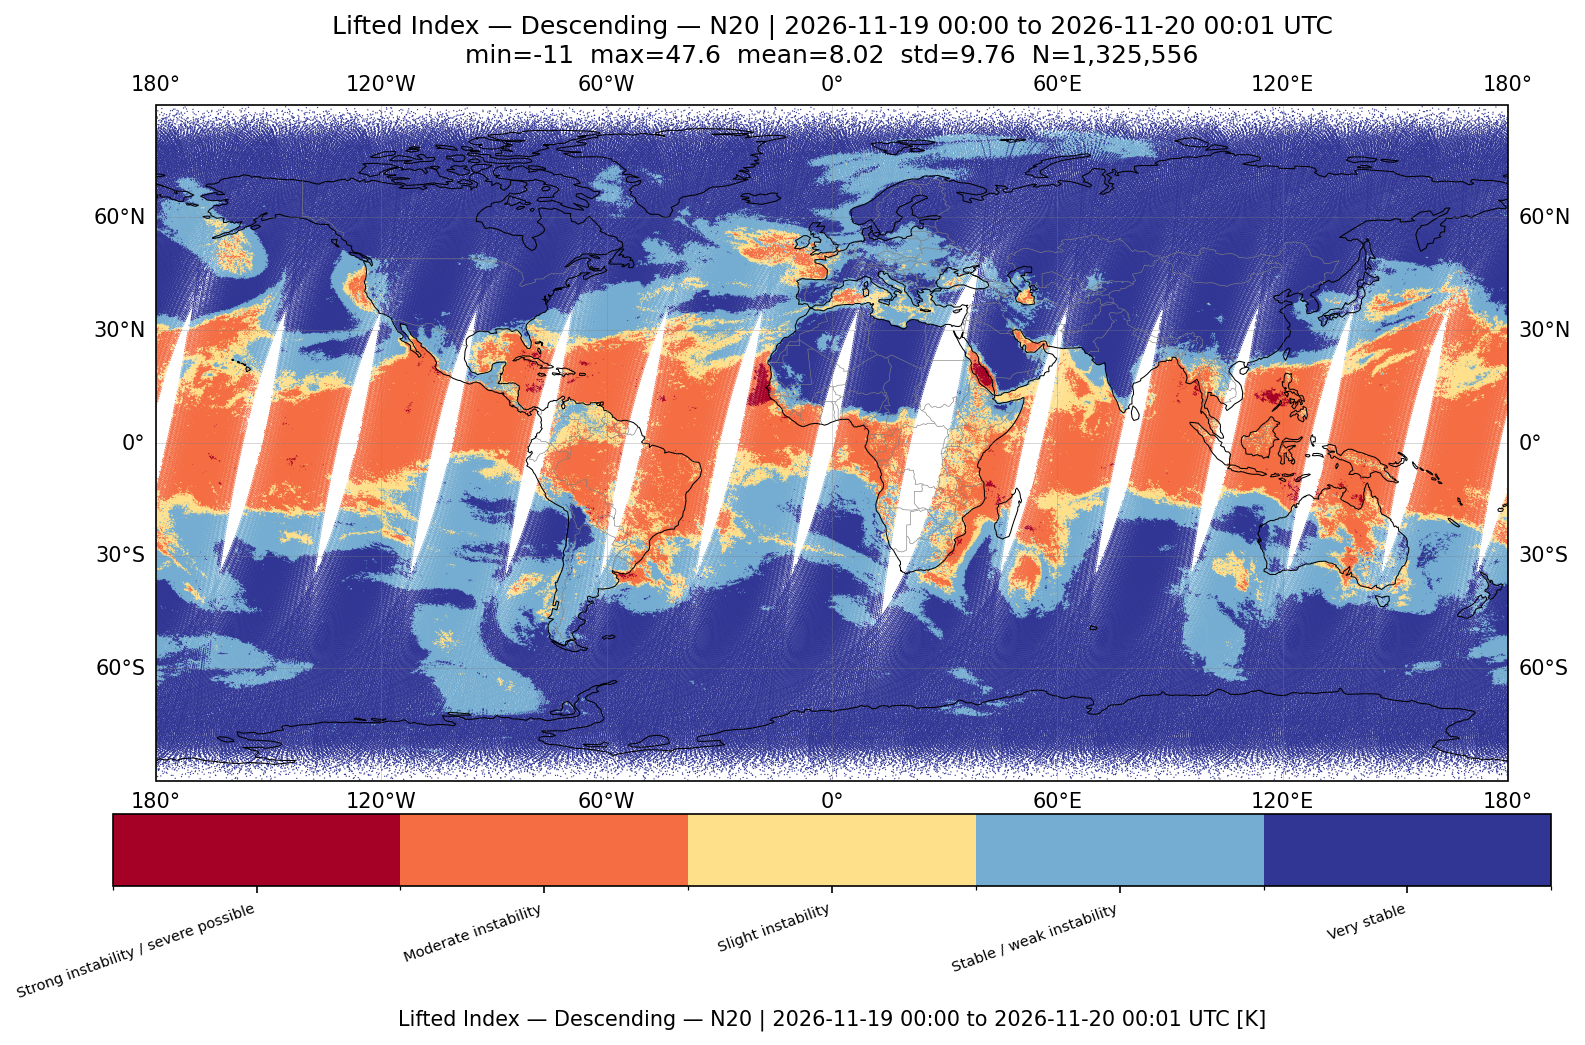 Lifted Index — Descending — N20 | 2026-11-19 00:00 to 2026-11-20 00:01 UTC
min=-11 max=47.6 mean=8.02 std=9.76 N=1,325,556
180° 120°W 60°W 0° 60°E 120°E 180°
60°N 60°N
30°N 30°N
0° 0°
30°S 30°S
60°S 60°S
180° 120°W 60°W 0° 60°E 120°E 180°
Strong instability / severe possible
Moderate instability
Slight instability
Stable / weak instability
Very stable
Lifted Index — Descending — N20 | 2026-11-19 00:00 to 2026-11-20 00:01 UTC [K]